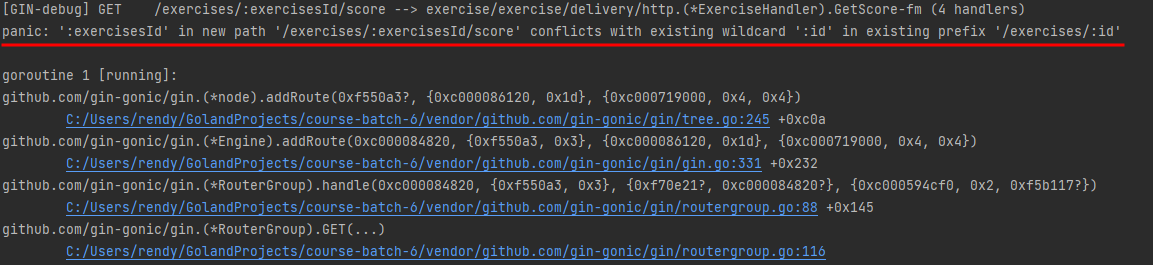 [GIN-debug] GET    /exercises/:exercisesId/score --> exercise/exercise/delivery/http.(*ExerciseHandler).GetScore-fm (4 handlers)
panic: ':exercisesId' in new path '/exercises/:exercisesId/score' conflicts with existing wildcard ':id' in existing prefix '/exercises/:id'
goroutine 1 [running]:
github.com/gin-gonic/gin.(*node).addRoute(0xf550a3?, {0xc000086120, 0x1d}, {0xc000719000, 0x4, 0x4})
C:/Users/rendy/GolandProjects/course-batch-6/vendor/github.com/gin-gonic/gin/tree.go:245 +0xc0a
github.com/gin-gonic/gin.(*Engine).addRoute(0xc000084820, {0xf550a3, 0x3}, {0xc000086120, 0x1d}, {0xc000719000, 0x4, 0x4})
C:/Users/rendy/GolandProjects/course-batch-6/vendor/github.com/gin-gonic/gin/gin.go:331 +0x232
github.com/gin-gonic/gin.(*RouterGroup).handle(0xc000084820, {0xf550a3, 0x3}, {0xf70e21?, 0xc000084820?}, {0xc000594cf0, 0x2, 0xf5b117?})
C:/Users/rendy/GolandProjects/course-batch-6/vendor/github.com/gin-gonic/gin/routergroup.go:88 +0x145
github.com/gin-gonic/gin.(*RouterGroup).GET(...)
C:/Users/rendy/GolandProjects/course-batch-6/vendor/github.com/gin-gonic/gin/routergroup.go:116